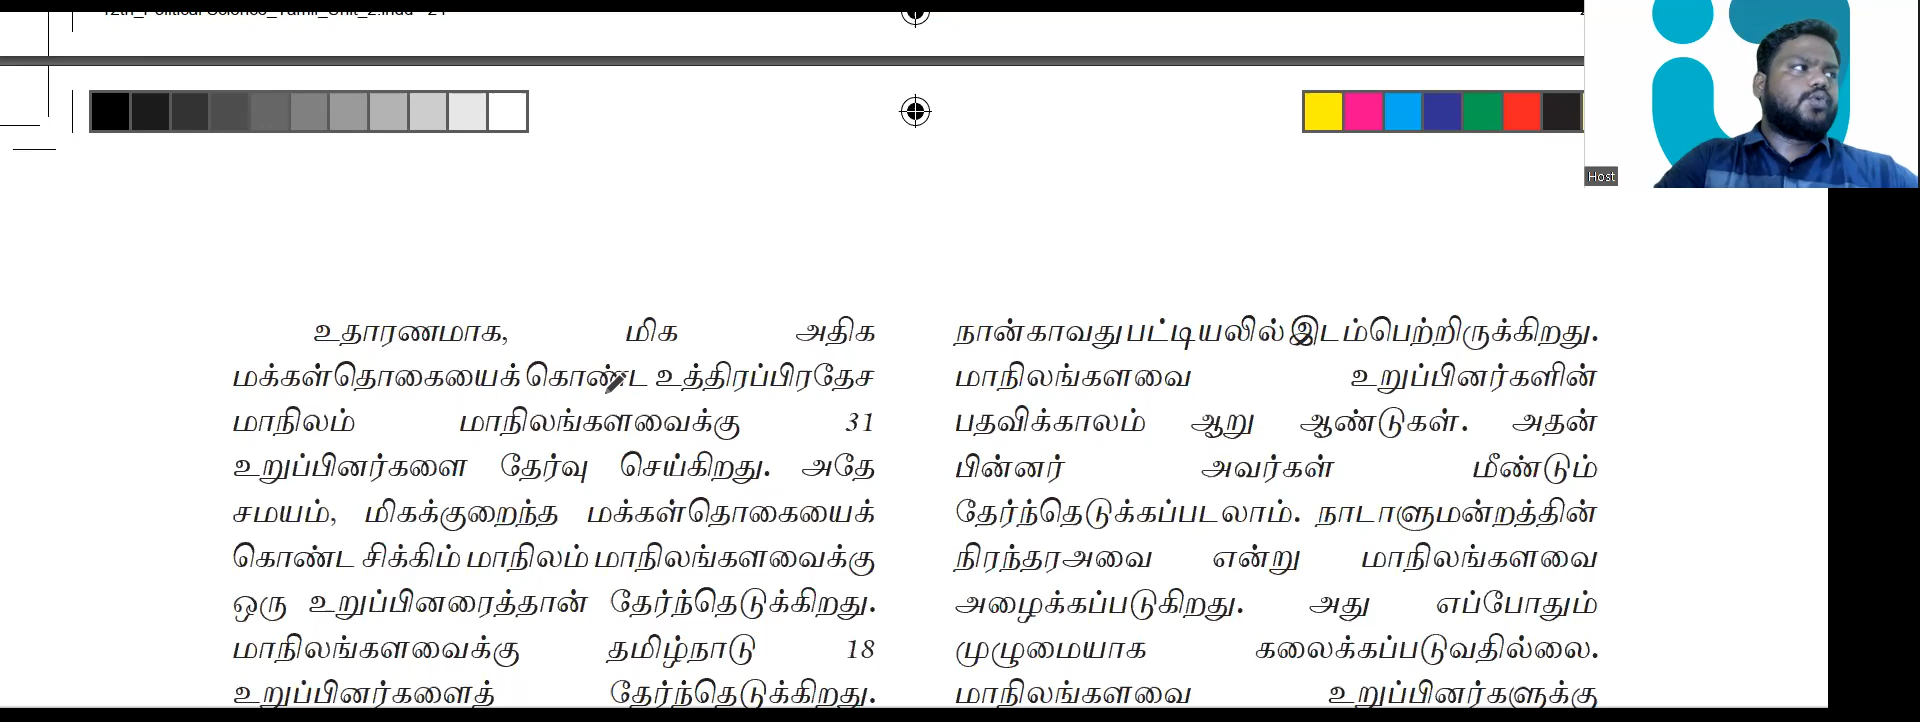 12th_Political Science_Tamil_Unit_2.indd 21
Host
உதாரணமாக, மிக அதிக
மக்கள்தொகையைக் கொண்ட உத்திரப்பிரதேச
மாநிலம் மாநிலங்களவைக்கு 31
உறுப்பினர்களை தேர்வு செய்கிறது. அதே
சமயம், மிகக்குறைந்த மக்கள்தொகையைக்
கொண்ட சிக்கிம் மாநிலம் மாநிலங்களவைக்கு
ஒரு உறுப்பினரைத்தான் தேர்ந்தெடுக்கிறது.
மாநிலங்களவைக்கு தமிழ்நாடு 18
உறுப்பினர்களைத் தேர்ந்தெடுக்கிறது.
நான்காவது பட்டியலில் இடம்பெற்றிருக்கிறது.
மாநிலங்களவை உறுப்பினர்களின்
பதவிக்காலம் ஆறு ஆண்டுகள். அதன்
பின்னர் அவர்கள் மீண்டும்
தேர்ந்தெடுக்கப்படலாம். நாடாளுமன்றத்தின்
நிரந்தரஅவை என்று மாநிலங்களவை
அழைக்கப்படுகிறது. அது எப்போதும்
முழுமையாக கலைக்கப்படுவதில்லை.
மாநிலங்களவை உறுப்பினர்களுக்கு